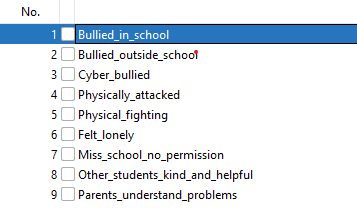 No.
1 Bullied_in_school
2 Bullied_outside_school
3 Cyber_bullied
4 Physically_attacked
5 Physical_fighting
6 Felt_lonely
7 Miss_school_no_permission
8 Other_students_kind_and_helpful
9 Parents_understand_problems